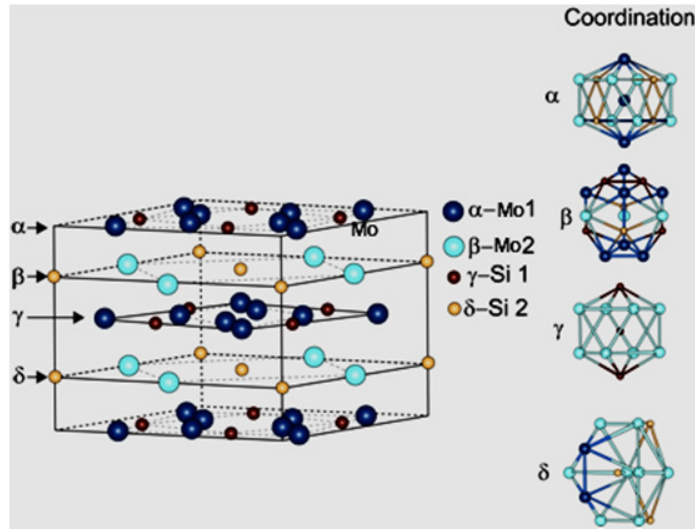 Coordination
α
β
γ
δ
α
β
γ
δ
Mo
α-Mo1
β-Mo2
γ-Si 1
δ-Si 2